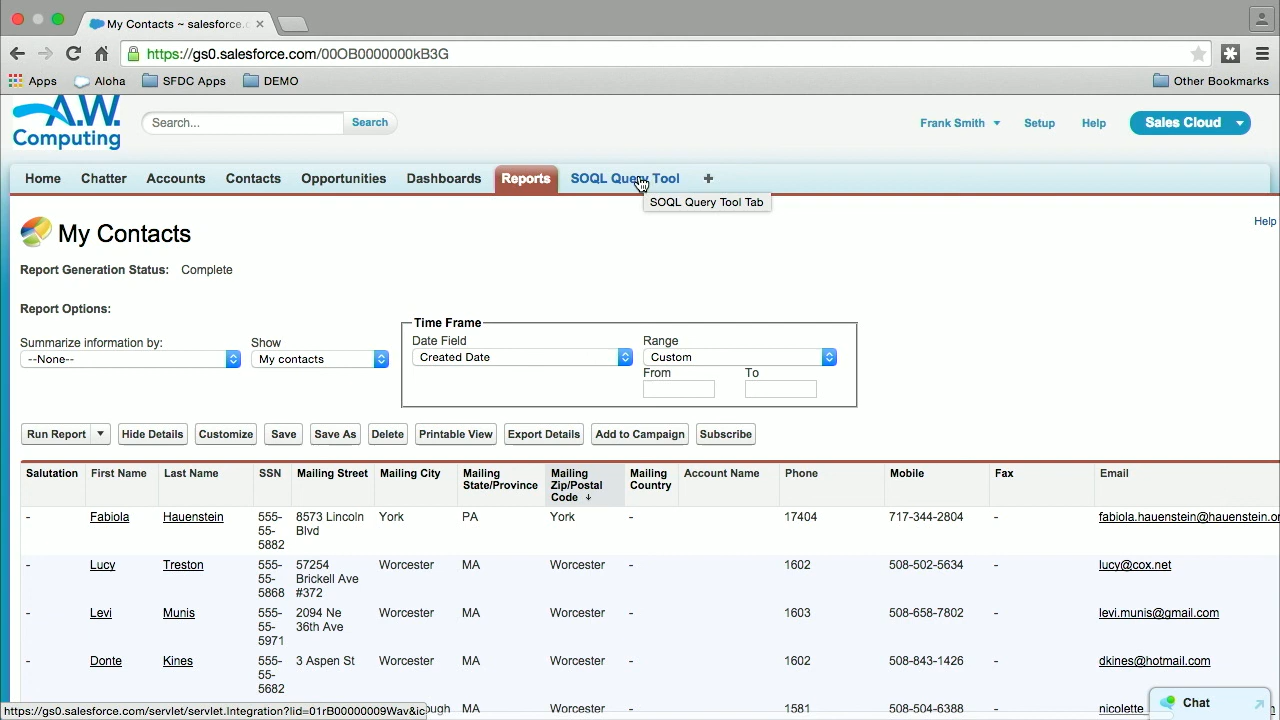 My Contacts ~ salesforce.
https://gs0.salesforce.com/00OB0000000kB3G
Apps Aloha SFDC Apps DEMO Other Bookmarks
A.W. Computing
Search... Search Frank Smith Setup Help Sales Cloud
Home Chatter Accounts Contacts Opportunities Dashboards Reports SOQL Query Tool +
SOQL Query Tool Tab
Help
My Contacts
Report Generation Status: Complete
Report Options:
Time Frame
Summarize information by: Show Date Field Range
--None-- My contacts Created Date Custom
From To
Run Report Hide Details Customize Save Save As Delete Printable View Export Details Add to Campaign Subscribe
Salutation First Name Last Name SSN Mailing Street Mailing City Mailing State/Province Mailing Zip/Postal Code Mailing Country Account Name Phone Mobile Fax Email
- Fabiola Hauenstein 555-55-5882 8573 Lincoln Blvd York PA York - 17404 717-344-2804 - fabiola.hauenstein@hauenstein.or
- Lucy Treston 555-55-5868 57254 Brickell Ave #372 Worcester MA Worcester - 1602 508-502-5634 - lucy@cox.net
- Levi Munis 555-55-5971 2094 Ne 36th Ave Worcester MA Worcester - 1603 508-658-7802 - levi.munis@gmail.com
- Donte Kines 555-55-5682 3 Aspen St Worcester MA Worcester - 1602 508-843-1426 - dkines@hotmail.com
https://gs0.salesforce.com/servlet/servlet.Integration?lid=01rB00000009Wav&ic ough MA Worcester - 1581 508-504-6388 - nicolette
Chat